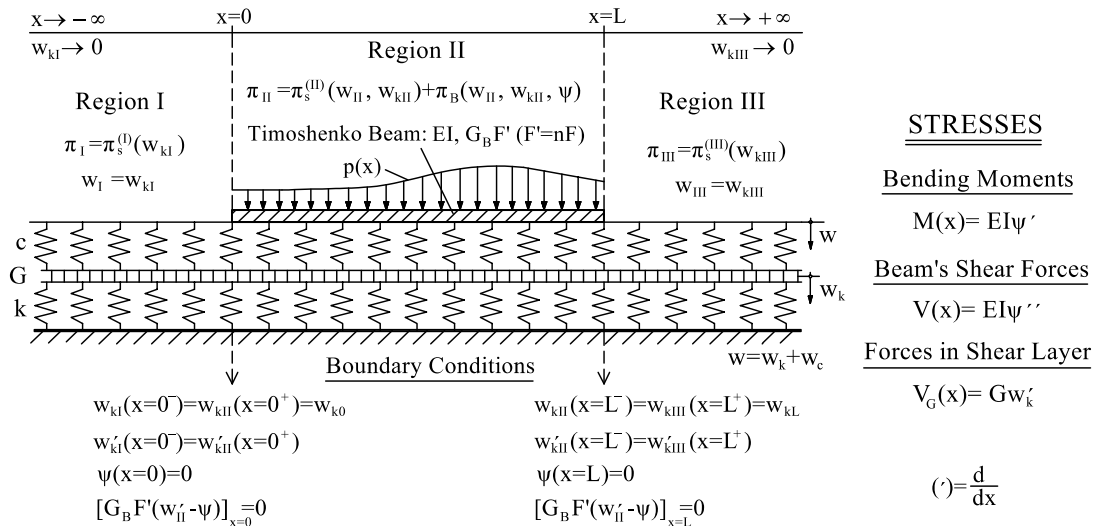 x→ -∞
x=0
x=L
x→ +∞
w_kI→ 0
w_kIII→ 0
Region II
π_II=π_s^(II)(w_II, w_kII)+π_B(w_II, w_kII, ψ)
Region I
Region III
Timoshenko Beam: EI, G_B F' (F'=nF)
π_I=π_s^(I)(w_kI)
π_III=π_s^(III)(w_kIII)
p(x)
w_I =w_kI
w_III =w_kIII
c
w
G
w_k
k
w=w_k+w_c
Boundary Conditions
w_kI(x=0⁻)=w_kII(x=0⁺)=w_k0
w′_kI(x=0⁻)=w′_kII(x=0⁺)
ψ(x=0)=0
[G_B F'(w′_II-ψ)]_x=0=0
w_kII(x=L⁻)=w_kIII(x=L⁺)=w_kL
w′_kII(x=L⁻)=w′_kIII(x=L⁺)
ψ(x=L)=0
[G_B F'(w′_II-ψ)]_x=L=0
STRESSES
Bending Moments
M(x)= EIψ′
Beam's Shear Forces
V(x)= EIψ′′
Forces in Shear Layer
V_G(x)= Gw′_k
(′)=d/dx